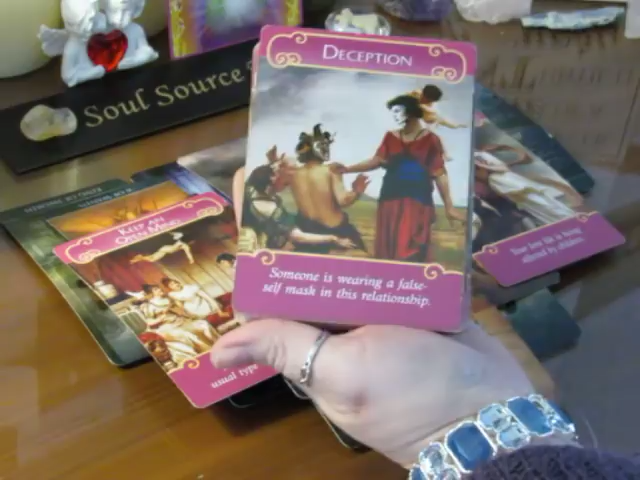 Soul Source
DECEPTION
Someone is wearing a false-
self mask in this relationship.
KEEP AN
OPEN MIND
usual type
Your love life is being
affected by children.